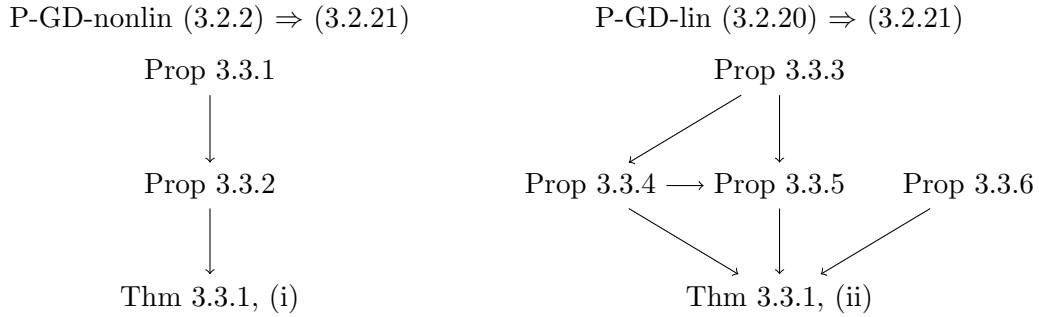 P-GD-nonlin (3.2.2) ⇒ (3.2.21)
Prop 3.3.1
Prop 3.3.2
Thm 3.3.1, (i)
P-GD-lin (3.2.20) ⇒ (3.2.21)
Prop 3.3.3
Prop 3.3.4 Prop 3.3.5 Prop 3.3.6
Thm 3.3.1, (ii)